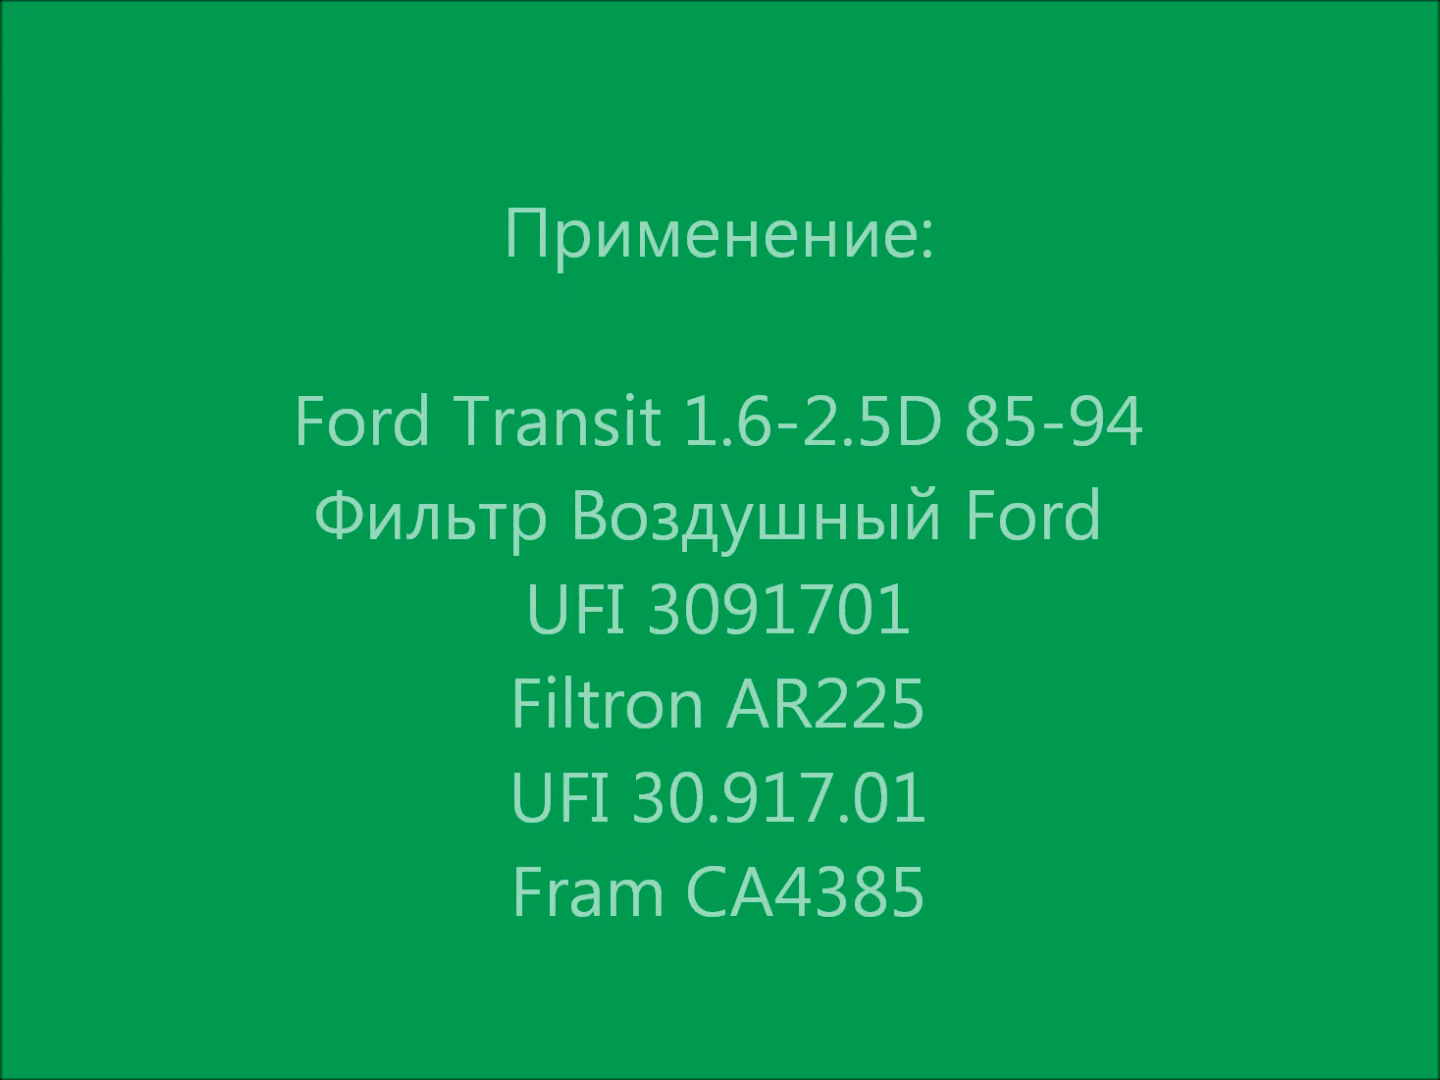 Применение:
Ford Transit 1.6-2.5D 85-94
Фильтр Воздушный Ford
UFI 3091701
Filtron AR225
UFI 30.917.01
Fram CA4385